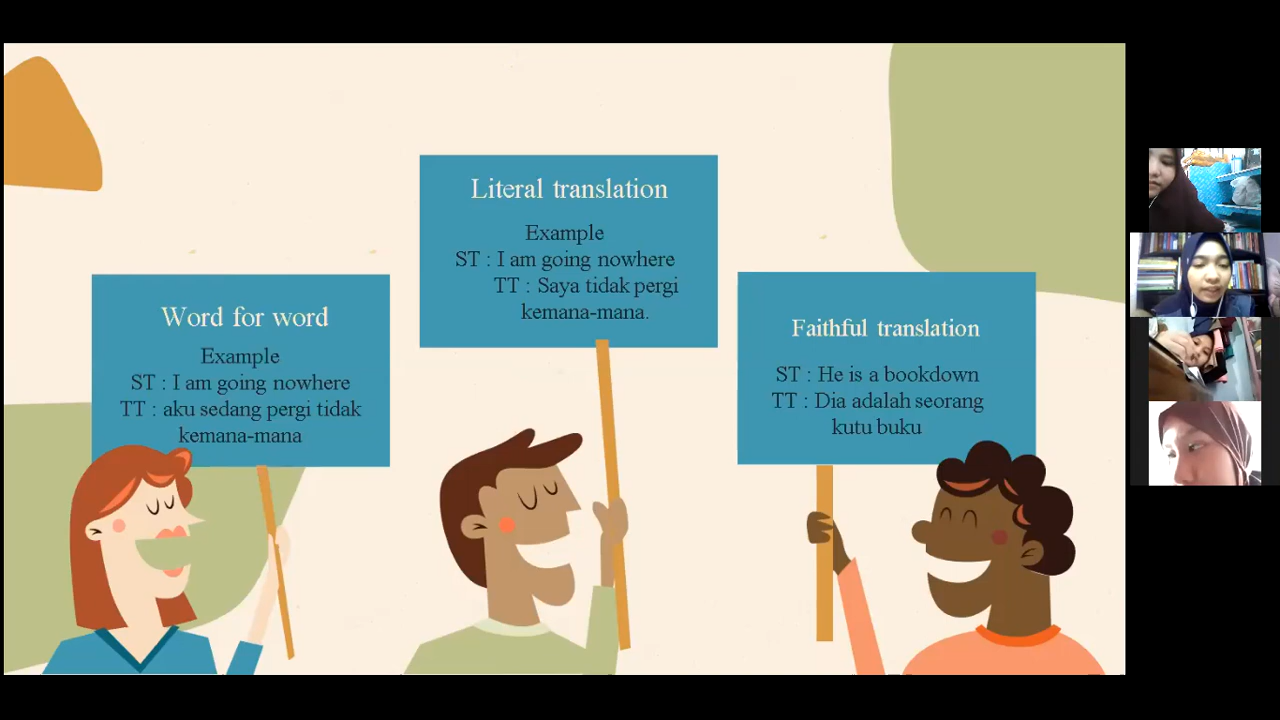 Word for word
Example
ST : I am going nowhere
TT : aku sedang pergi tidak
kemana-mana
Literal translation
Example
ST : I am going nowhere
TT : Saya tidak pergi
kemana-mana.
Faithful translation
ST : He is a bookdown
TT : Dia adalah seorang
kutu buku